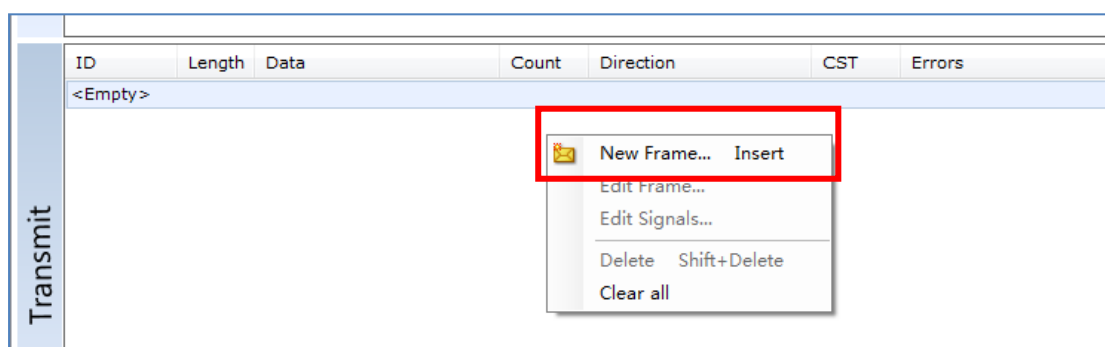 ID Length Data Count Direction CST Errors
<Empty>
New Frame... Insert
Edit Frame...
Edit Signals...
Delete Shift+Delete
Clear all
Transmit